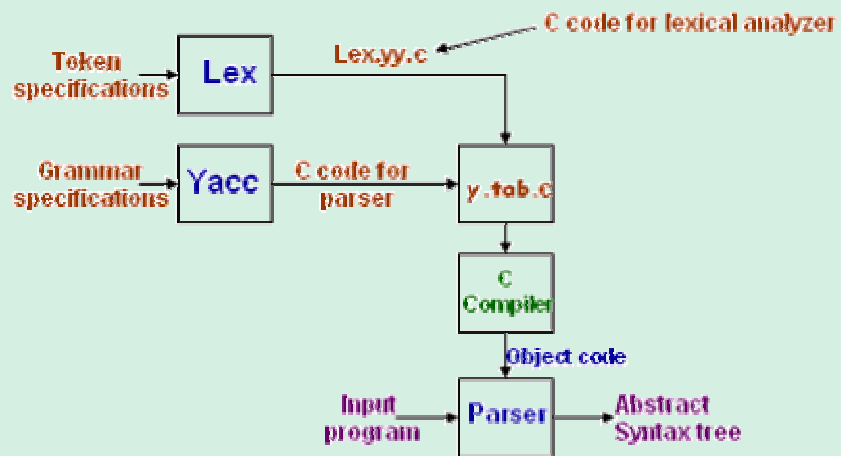 C code for lexical analyzer
Token
specifications
Lex
Lex.yy.c
Grammar
specifications
Yacc
C code for
parser
y.tab.c
C
Compiler
Object code
Input
program
Parser
Abstract
Syntax tree